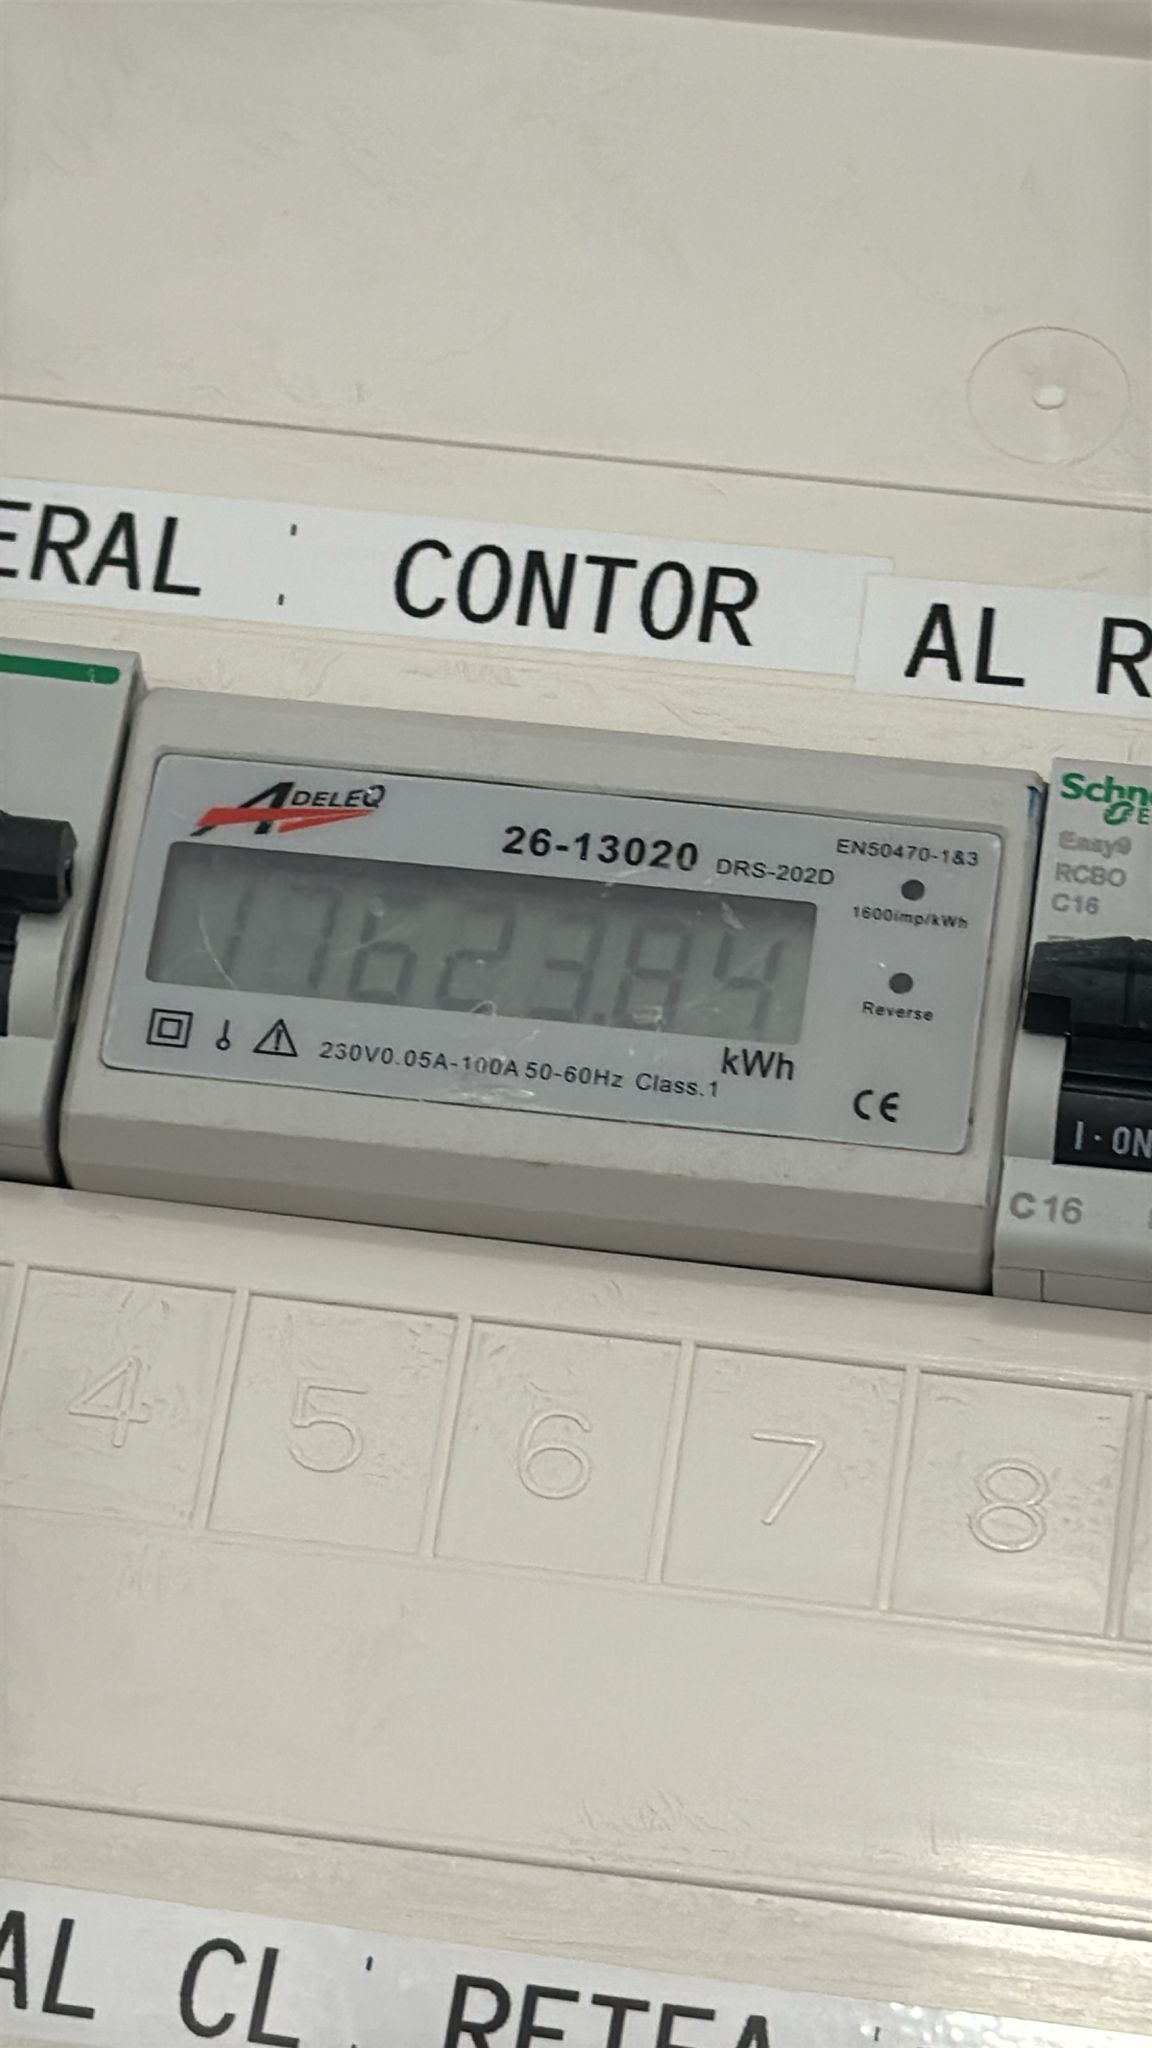 ERAL
CONTOR
AL R
ADELEQ
26-13020 DRS-202D
EN50470-1&3
1600imp/kWh
17623.84
Reverse
230V0.05A-100A 50-60Hz Class.1
kWh
CE
Schn
Easy9
RCBO
C16
I·ON
C16
4 5 6 7 8
AL CL
RETEA